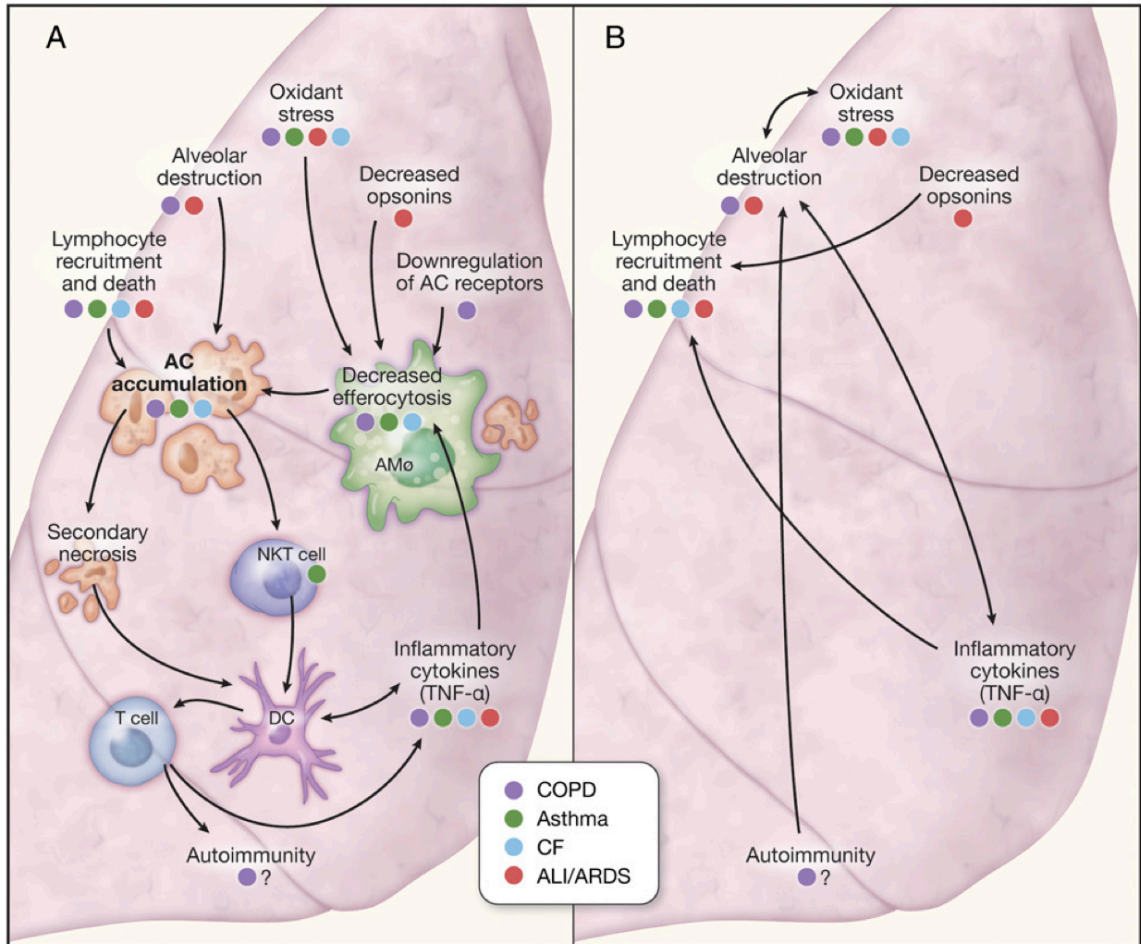 A
Oxidant
stress
Alveolar
destruction
Decreased
opsonins
Lymphocyte
recruitment
and death
Downregulation
of AC receptors
AC
accumulation
Decreased
efferocytosis
AMø
Secondary
necrosis
NKT cell
Inflammatory
cytokines
(TNF-α)
T cell
DC
Autoimmunity
?
COPD
Asthma
CF
ALI/ARDS
B
Oxidant
stress
Alveolar
destruction
Decreased
opsonins
Lymphocyte
recruitment
and death
Inflammatory
cytokines
(TNF-α)
Autoimmunity
?